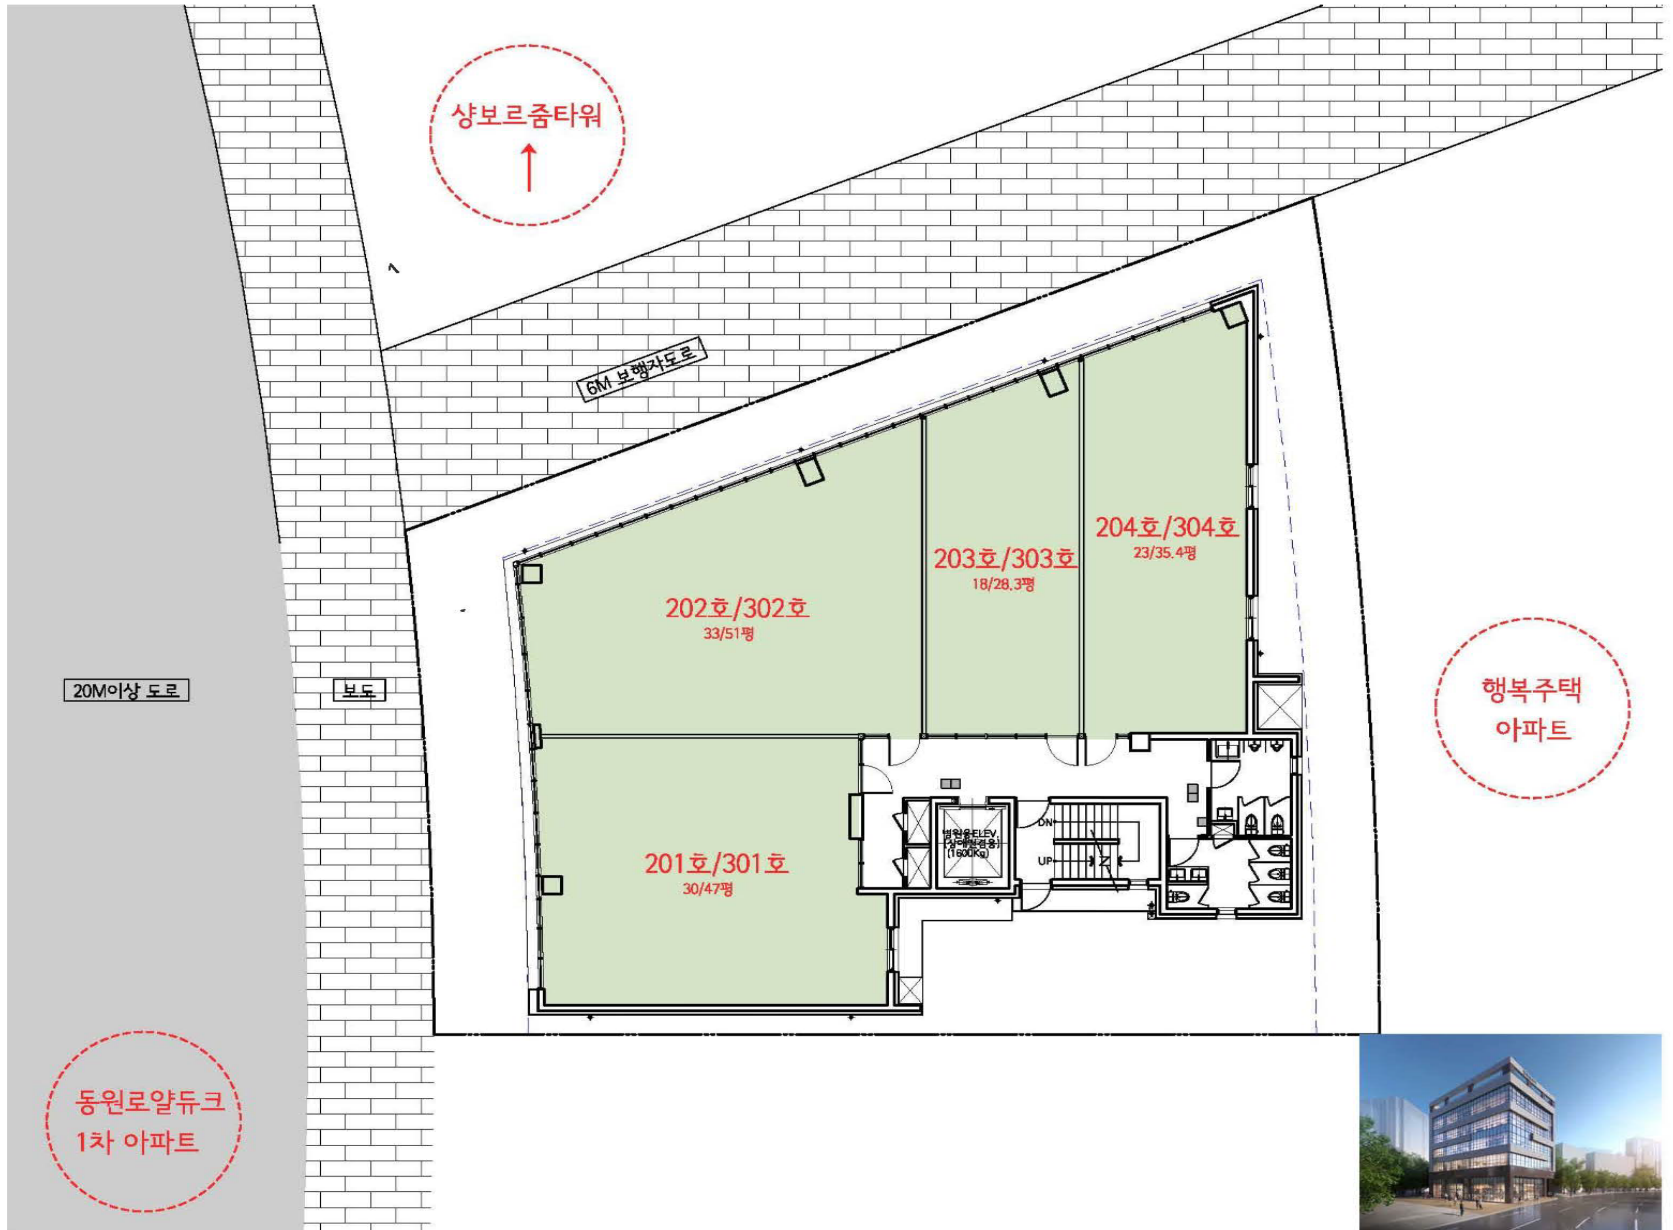 샹보르줌타워
6M 보행자도로
204호/304호
23/35.4평
203호/303호
18/28.3평
202호/302호
33/51평
20M이상 도로
보도
행복주택
아파트
DN
UP
(1600Kg)
201호/301호
30/47평
동원로얄듀크
1차 아파트